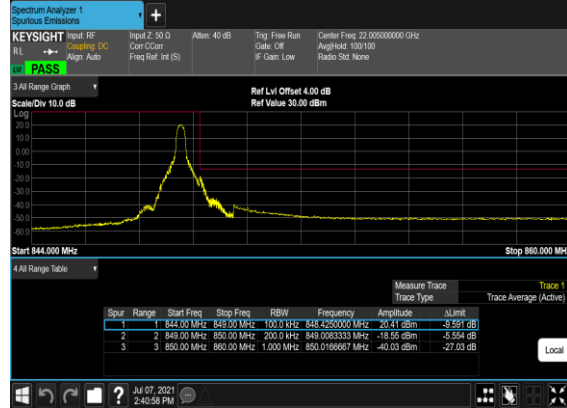 Spectrum Analyzer 1
Spurious Emissions
KEYSIGHT Input: RF Input Z: 50 Ω Atten: 40 dB Trig: Free Run Center Freq: 22.005000000 GHz
RL Coupling: DC Corr CCorr Gate: Off Avg|Hold: 100/100
Align: Auto Freq Ref: Int (S) IF Gain: Low Radio Std: None
PASS
3 All Range Graph
Ref Lvl Offset 4.00 dB
Scale/Div 10.0 dB Ref Value 30.00 dBm
Log
20.0
10.0
0.00
-10.0
-20.0
-30.0
-40.0
-50.0
-60.0
Start 844.000 MHz Stop 860.000 MH
4 All Range Table
Measure Trace Trace 1
Trace Type Trace Average (Active)
Spur Range Start Freq Stop Freq RBW Frequency Amplitude ΔLimit
1 1 844.00 MHz 849.00 MHz 100.0 kHz 848.4250000 MHz 20.41 dBm -9.591 dB
2 2 849.00 MHz 850.00 MHz 200.0 kHz 849.0083333 MHz -18.55 dBm -5.554 dB
3 3 850.00 MHz 860.00 MHz 1.000 MHz 850.0166667 MHz -40.03 dBm -27.03 dB
Local
Jul 07, 2021
2:40:58 PM